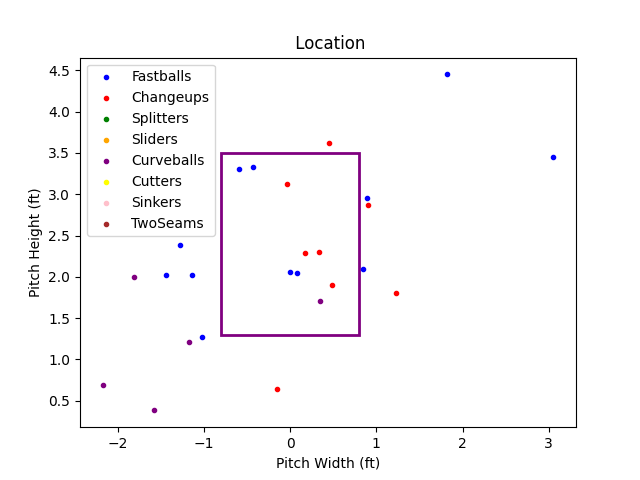 Location
Pitch Height (ft)
4.5
4.0
3.5
3.0
2.5
2.0
1.5
1.0
0.5
Fastballs
Changeups
Splitters
Sliders
Curveballs
Cutters
Sinkers
TwoSeams
−2 −1 0 1 2 3
Pitch Width (ft)